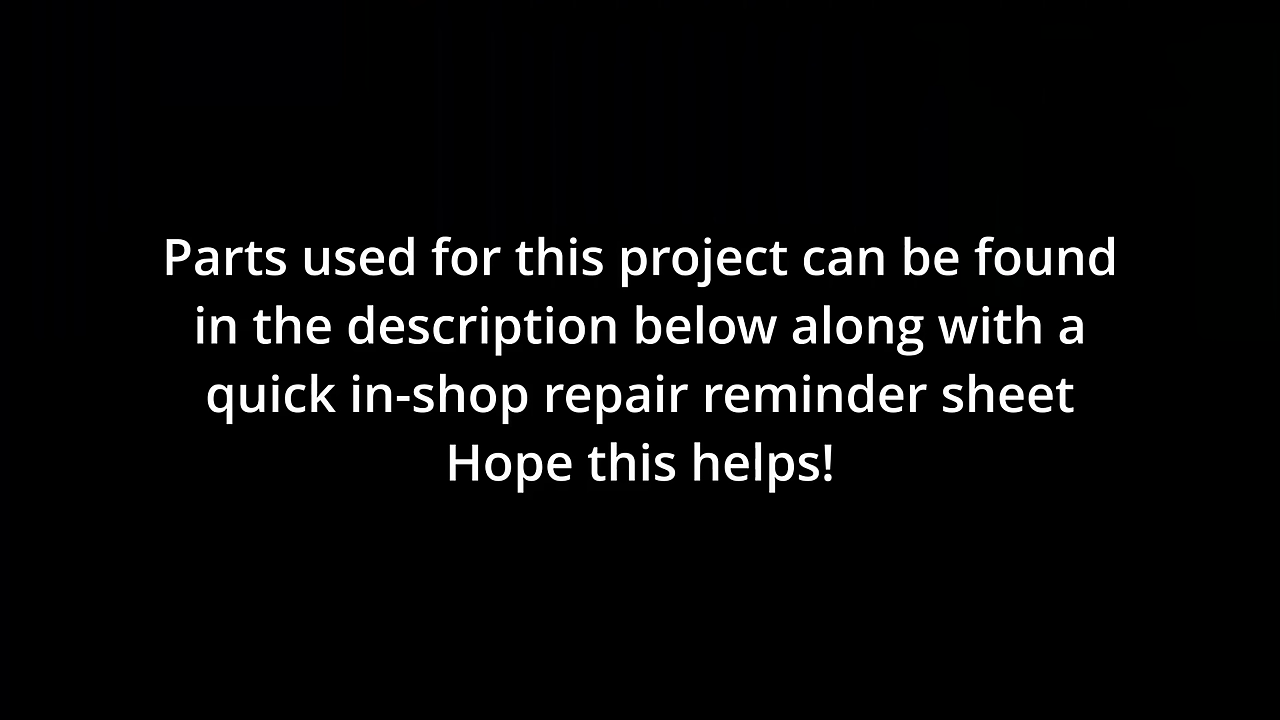 Parts used for this project can be found
in the description below along with a
quick in-shop repair reminder sheet
Hope this helps!